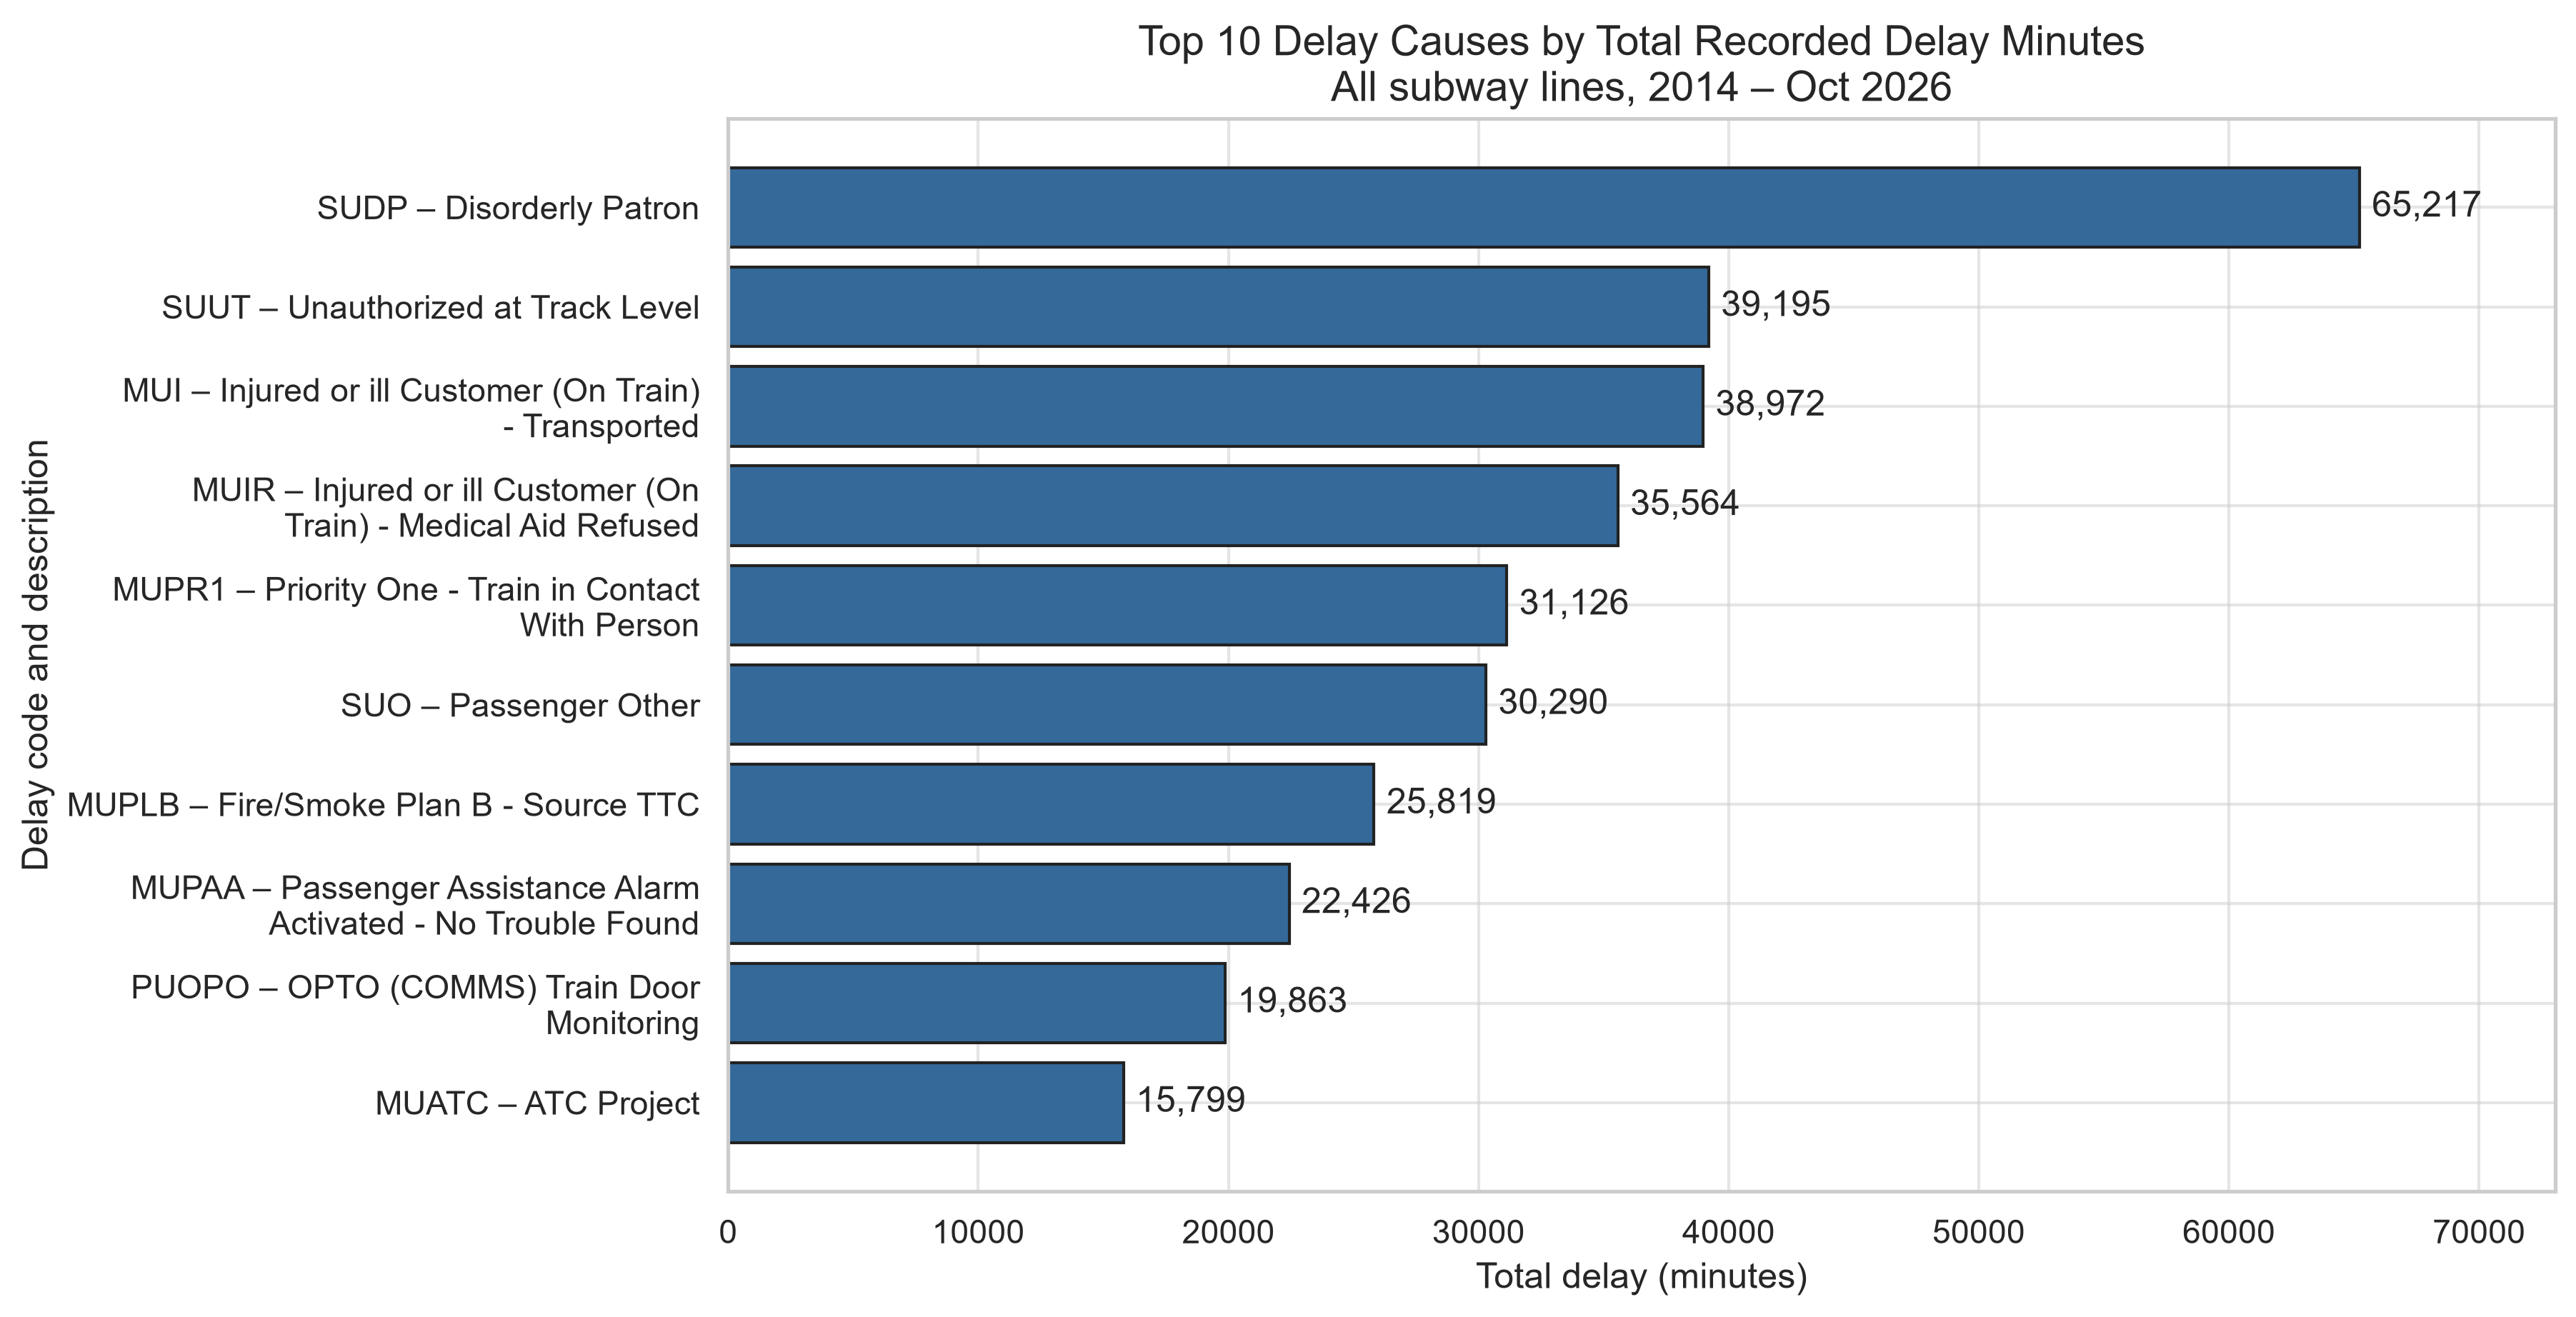 Top 10 Delay Causes by Total Recorded Delay Minutes
All subway lines, 2014 – Oct 2026
Delay code and description
SUDP – Disorderly Patron
65,217
SUUT – Unauthorized at Track Level
39,195
MUI – Injured or ill Customer (On Train)
- Transported
38,972
MUIR – Injured or ill Customer (On
Train) - Medical Aid Refused
35,564
MUPR1 – Priority One - Train in Contact
With Person
31,126
SUO – Passenger Other
30,290
MUPLB – Fire/Smoke Plan B - Source TTC
25,819
MUPAA – Passenger Assistance Alarm
Activated - No Trouble Found
22,426
PUOPO – OPTO (COMMS) Train Door
Monitoring
19,863
MUATC – ATC Project
15,799
0 10000 20000 30000 40000 50000 60000 70000
Total delay (minutes)